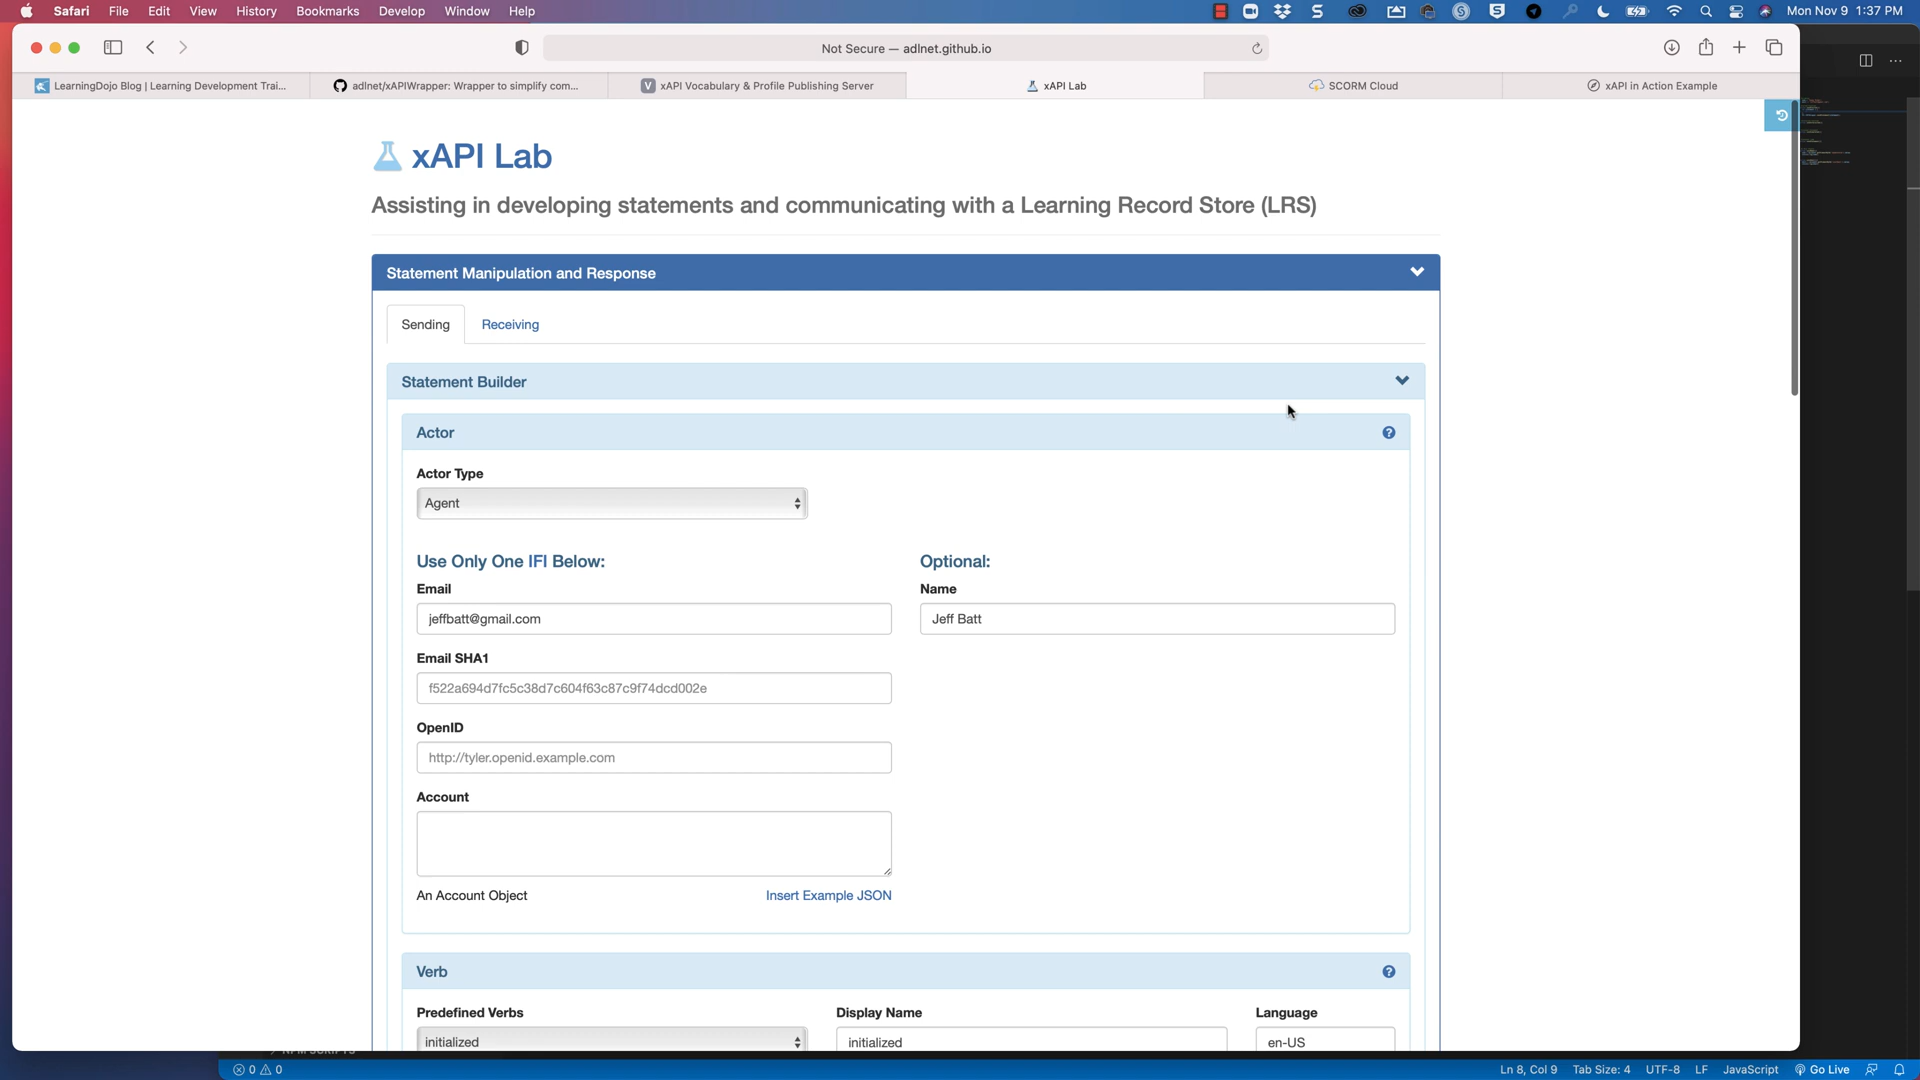 Safari File Edit View History Bookmarks Develop Window Help
Mon Nov 9 1:37 PM
Not Secure — adlnet.github.io
LearningDojo Blog | Learning Development Trai...
adlnet/xAPIWrapper: Wrapper to simplify com...
V xAPI Vocabulary & Profile Publishing Server
xAPI Lab
SCORM Cloud
xAPI in Action Example
xAPI Lab
Assisting in developing statements and communicating with a Learning Record Store (LRS)
Statement Manipulation and Response
Sending Receiving
Statement Builder
Actor
Actor Type
Agent
Use Only One IFI Below:
Optional:
Email
Name
jeffbatt@gmail.com
Jeff Batt
Email SHA1
f522a694d7fc5c38d7c604f63c87c9f74dcd002e
OpenID
http://tyler.openid.example.com
Account
An Account Object
Insert Example JSON
Verb
Predefined Verbs
Display Name
Language
initialized
initialized
en-US
NPM SCRIPTS
0 0
Ln 8, Col 9 Tab Size: 4 UTF-8 LF JavaScript Go Live